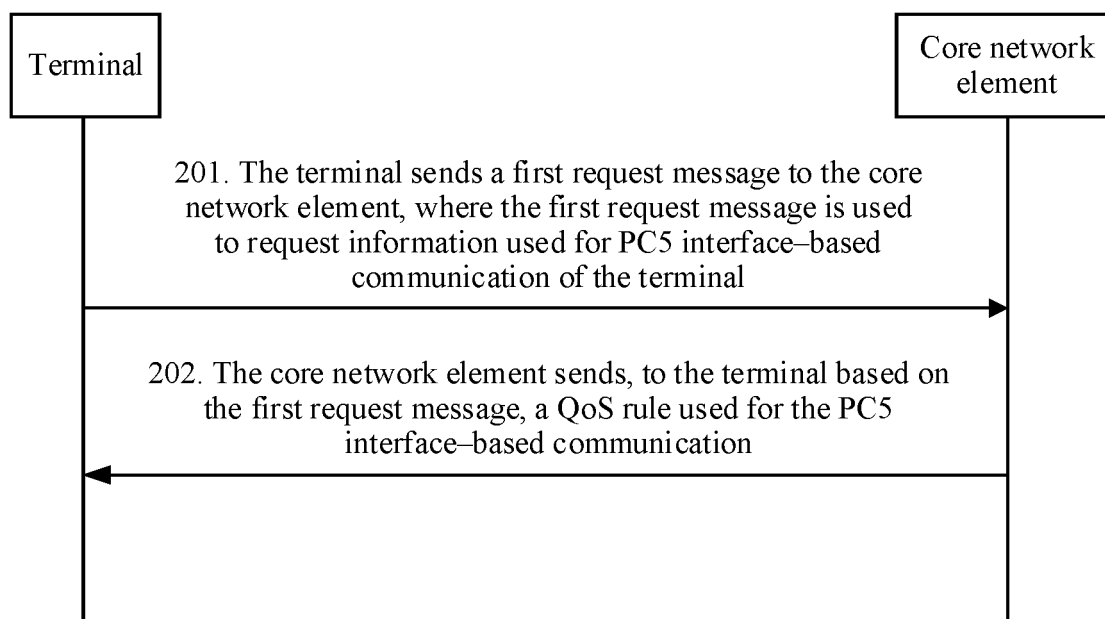 Terminal
Core network
element
201. The terminal sends a first request message to the core
network element, where the first request message is used
to request information used for PC5 interface–based
communication of the terminal
202. The core network element sends, to the terminal based on
the first request message, a QoS rule used for the PC5
interface–based communication